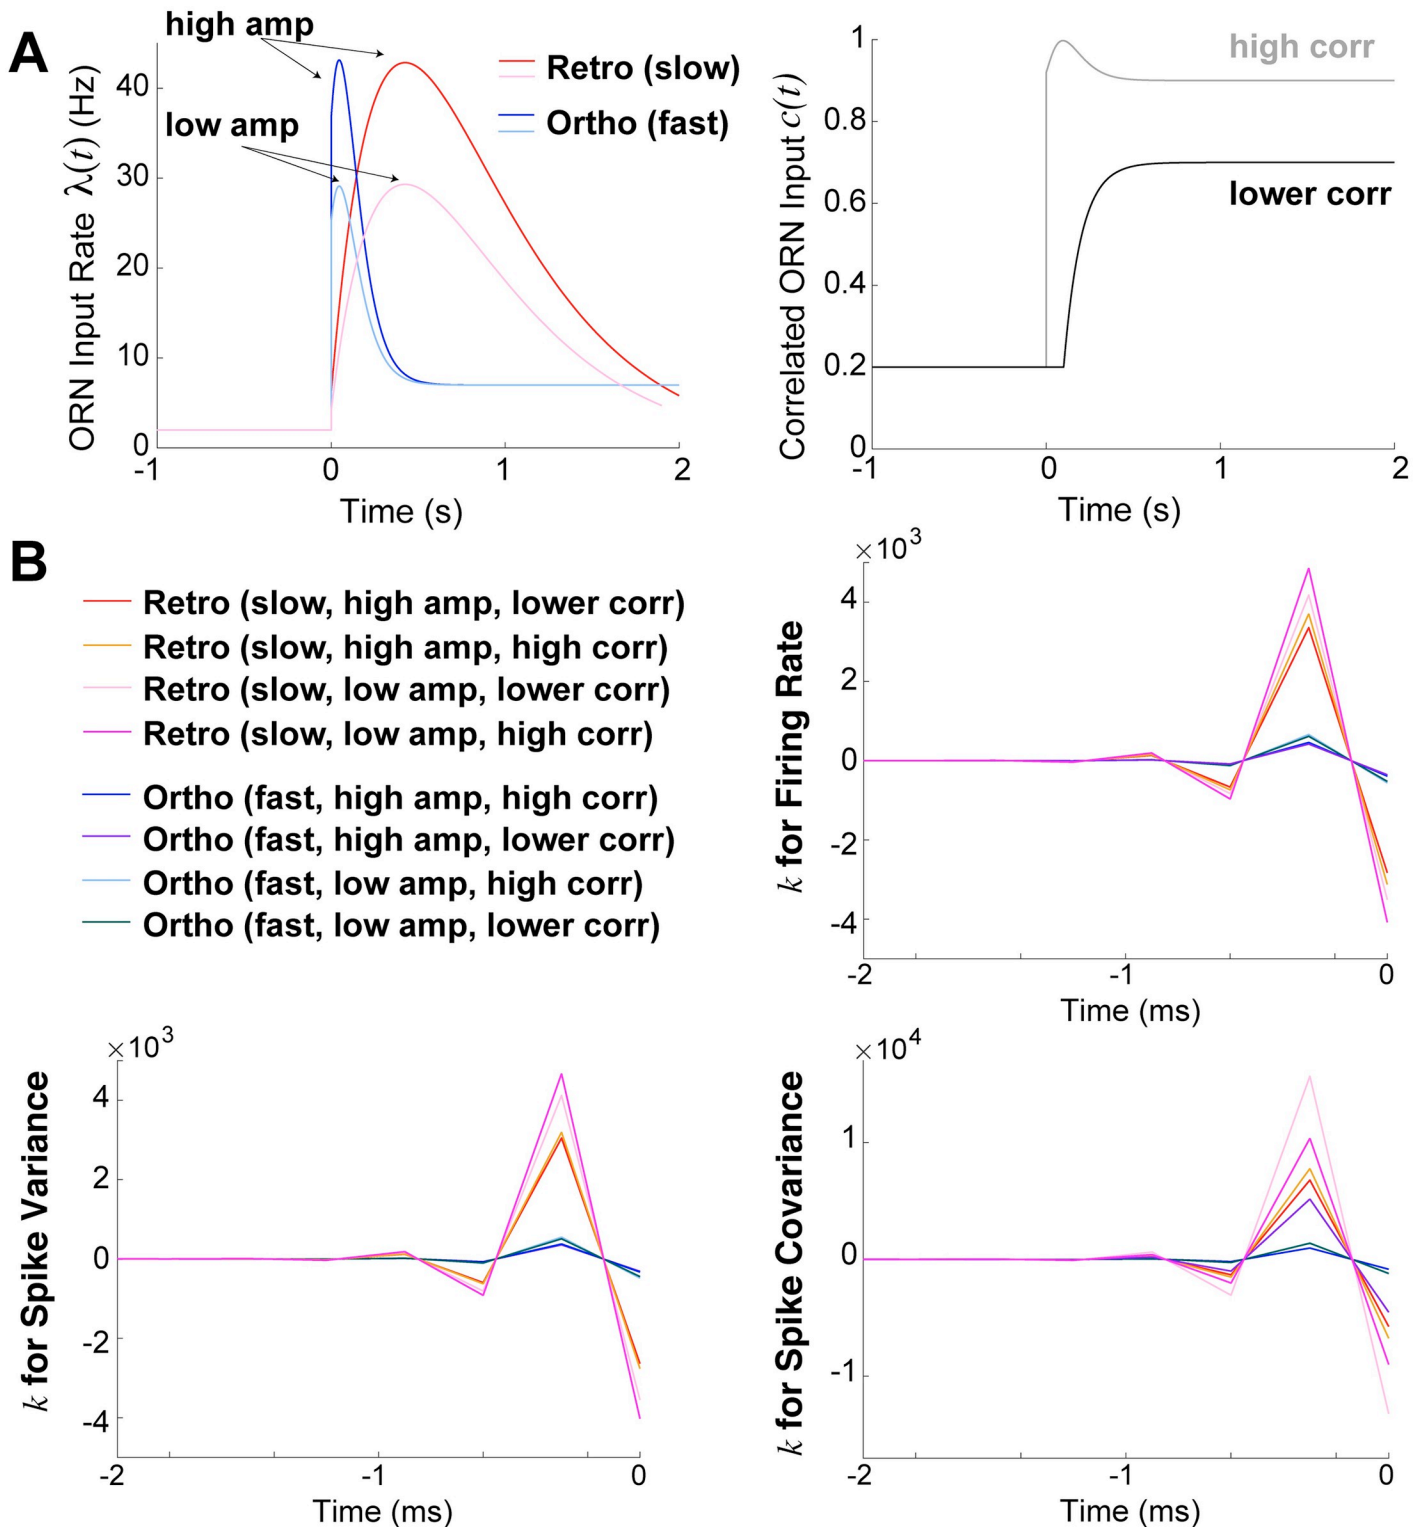 A
high amp
low amp
Retro (slow)
Ortho (fast)
ORN Input Rate λ(t) (Hz)
40
30
20
10
0
-1
0
1
2
Time (s)
high corr
lower corr
Correlated ORN Input c(t)
1
0.8
0.6
0.4
0.2
0
-1
0
1
2
Time (s)
B
Retro (slow, high amp, lower corr)
Retro (slow, high amp, high corr)
Retro (slow, low amp, lower corr)
Retro (slow, low amp, high corr)
Ortho (fast, high amp, high corr)
Ortho (fast, high amp, lower corr)
Ortho (fast, low amp, high corr)
Ortho (fast, low amp, lower corr)
×10³
k for Firing Rate
4
2
0
-2
-4
-2
-1
0
Time (ms)
×10³
k for Spike Variance
4
2
0
-2
-4
-2
-1
0
Time (ms)
×10⁴
k for Spike Covariance
1
0
-1
-2
-1
0
Time (ms)